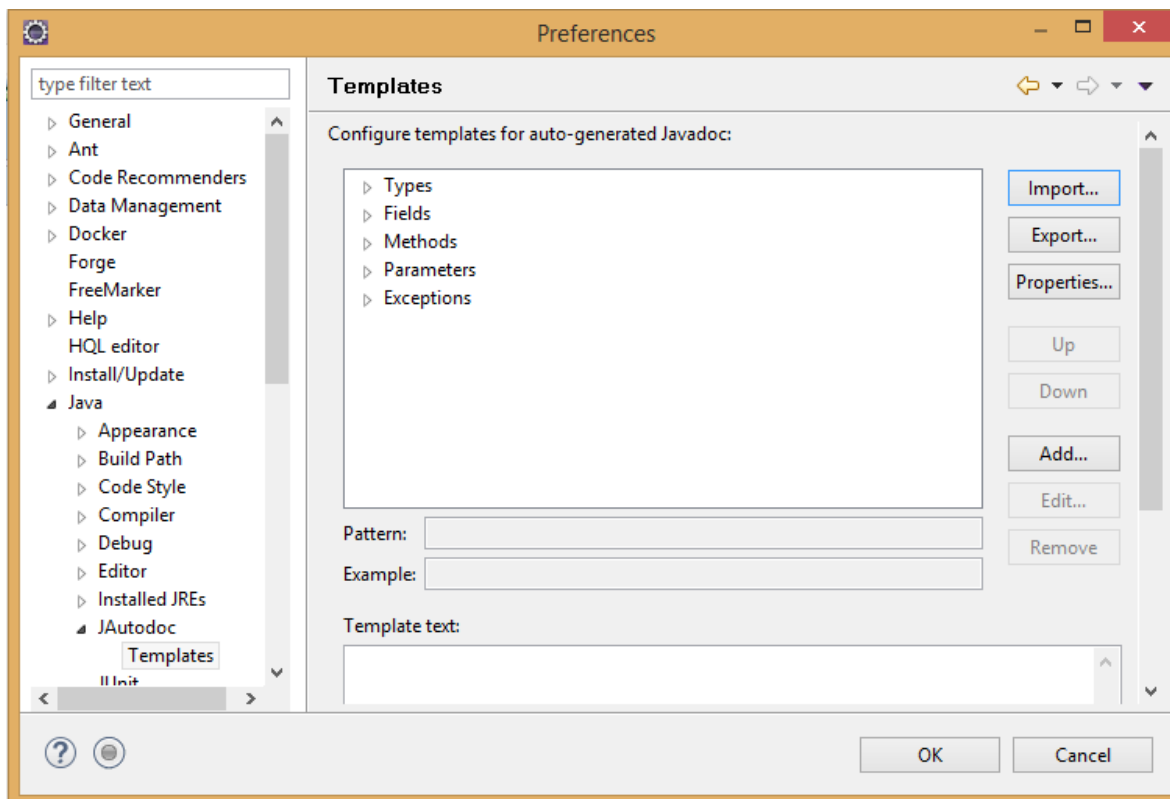 Preferences
type filter text
General
Ant
Code Recommenders
Data Management
Docker
Forge
FreeMarker
Help
HQL editor
Install/Update
Java
Appearance
Build Path
Code Style
Compiler
Debug
Editor
Installed JREs
JAutodoc
Templates
JUnit
Templates
Configure templates for auto-generated Javadoc:
Types
Fields
Methods
Parameters
Exceptions
Import...
Export...
Properties...
Up
Down
Add...
Edit...
Remove
Pattern:
Example:
Template text:
?
OK
Cancel